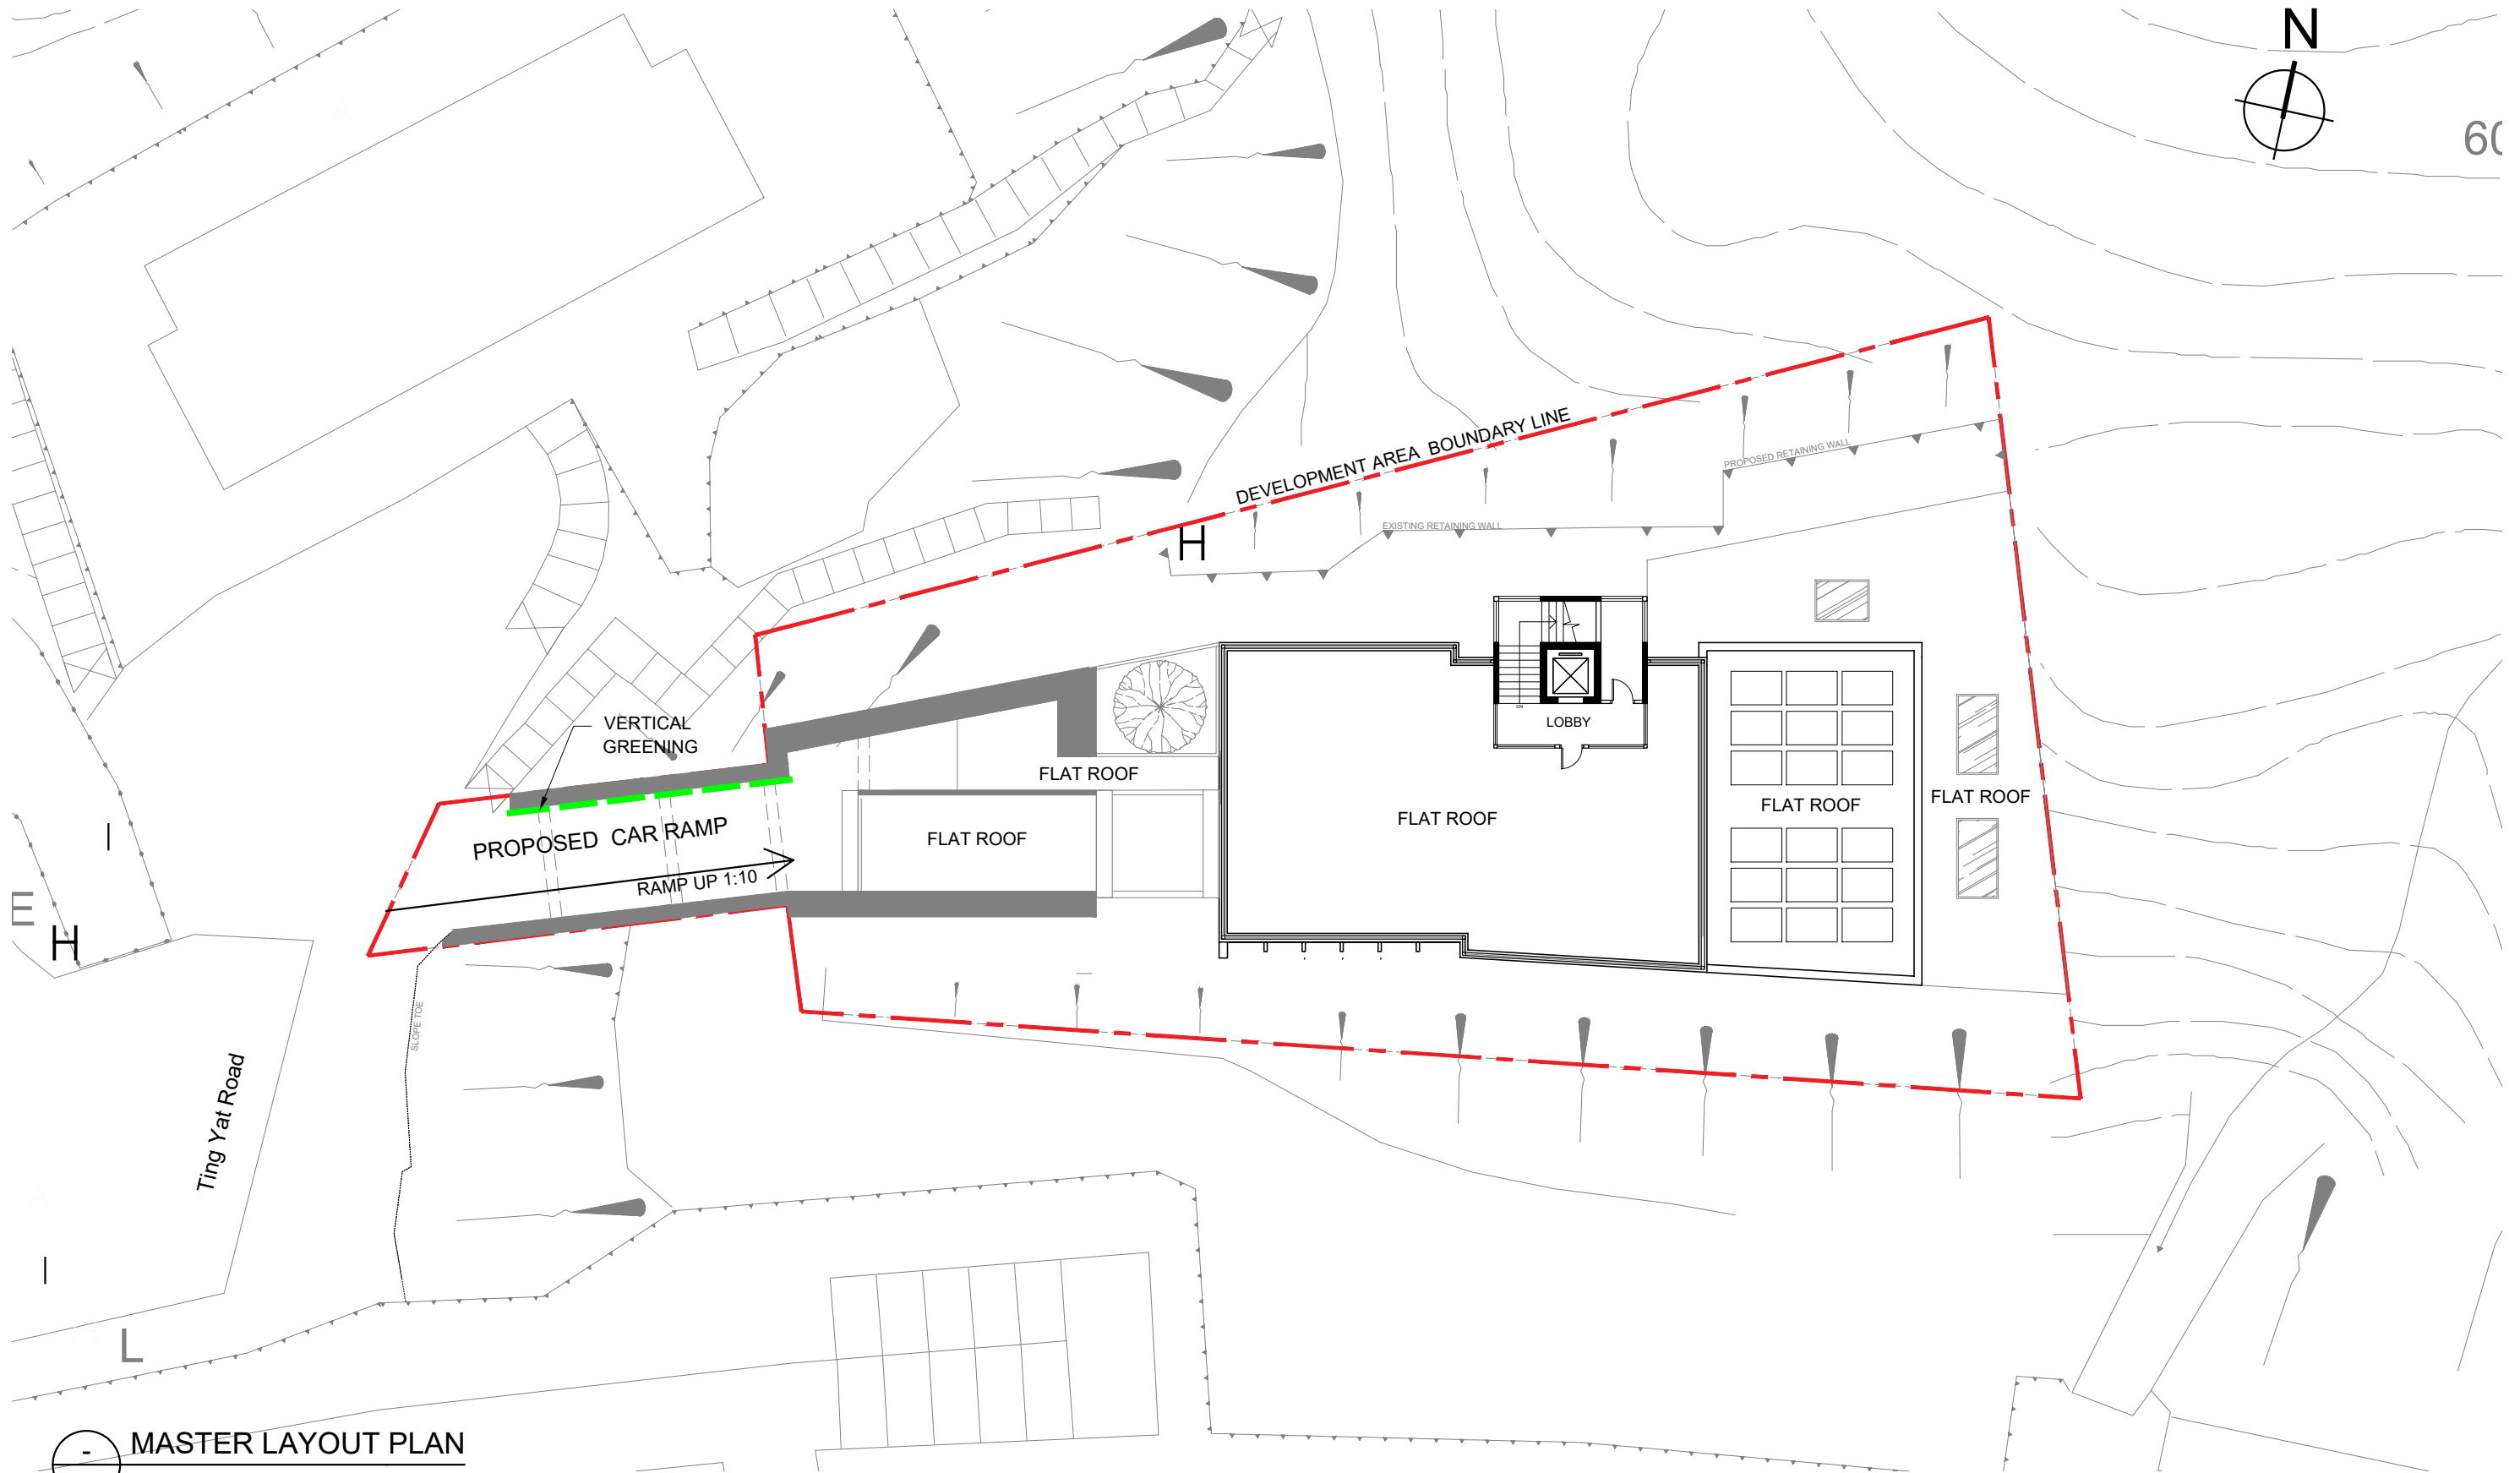 N
60
DEVELOPMENT AREA BOUNDARY LINE
PROPOSED RETAINING WALL
EXISTING RETAINING WALL
H
VERTICAL
GREENING
DN
LOBBY
FLAT ROOF
FLAT ROOF
FLAT ROOF
FLAT ROOF
FLAT ROOF
PROPOSED CAR RAMP
RAMP UP 1:10
I
E
H
SLOPE TOE
Ting Yat Road
I
L
-
MASTER LAYOUT PLAN